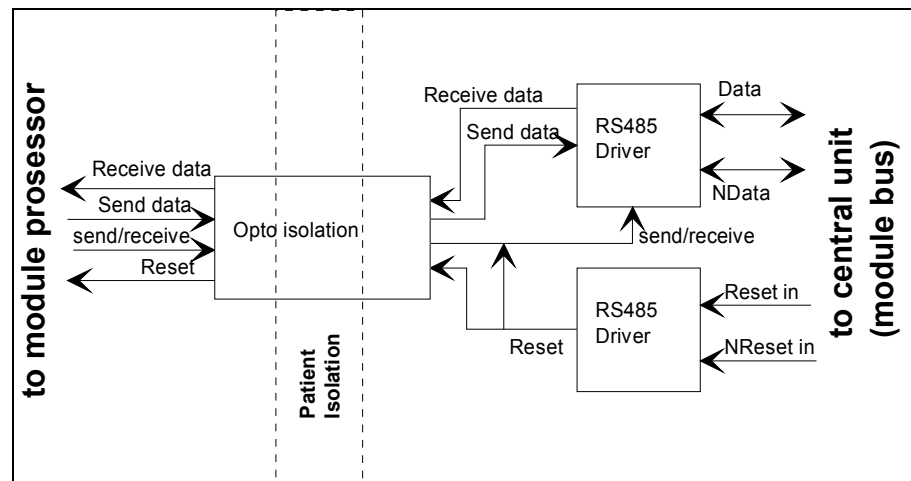 to module prosessor
Receive data
Send data
send/receive
Reset
Opto isolation
Patient
Isolation
Receive data
Send data
send/receive
Reset
RS485
Driver
RS485
Driver
Data
NData
Reset in
NReset in
to central unit
(module bus)